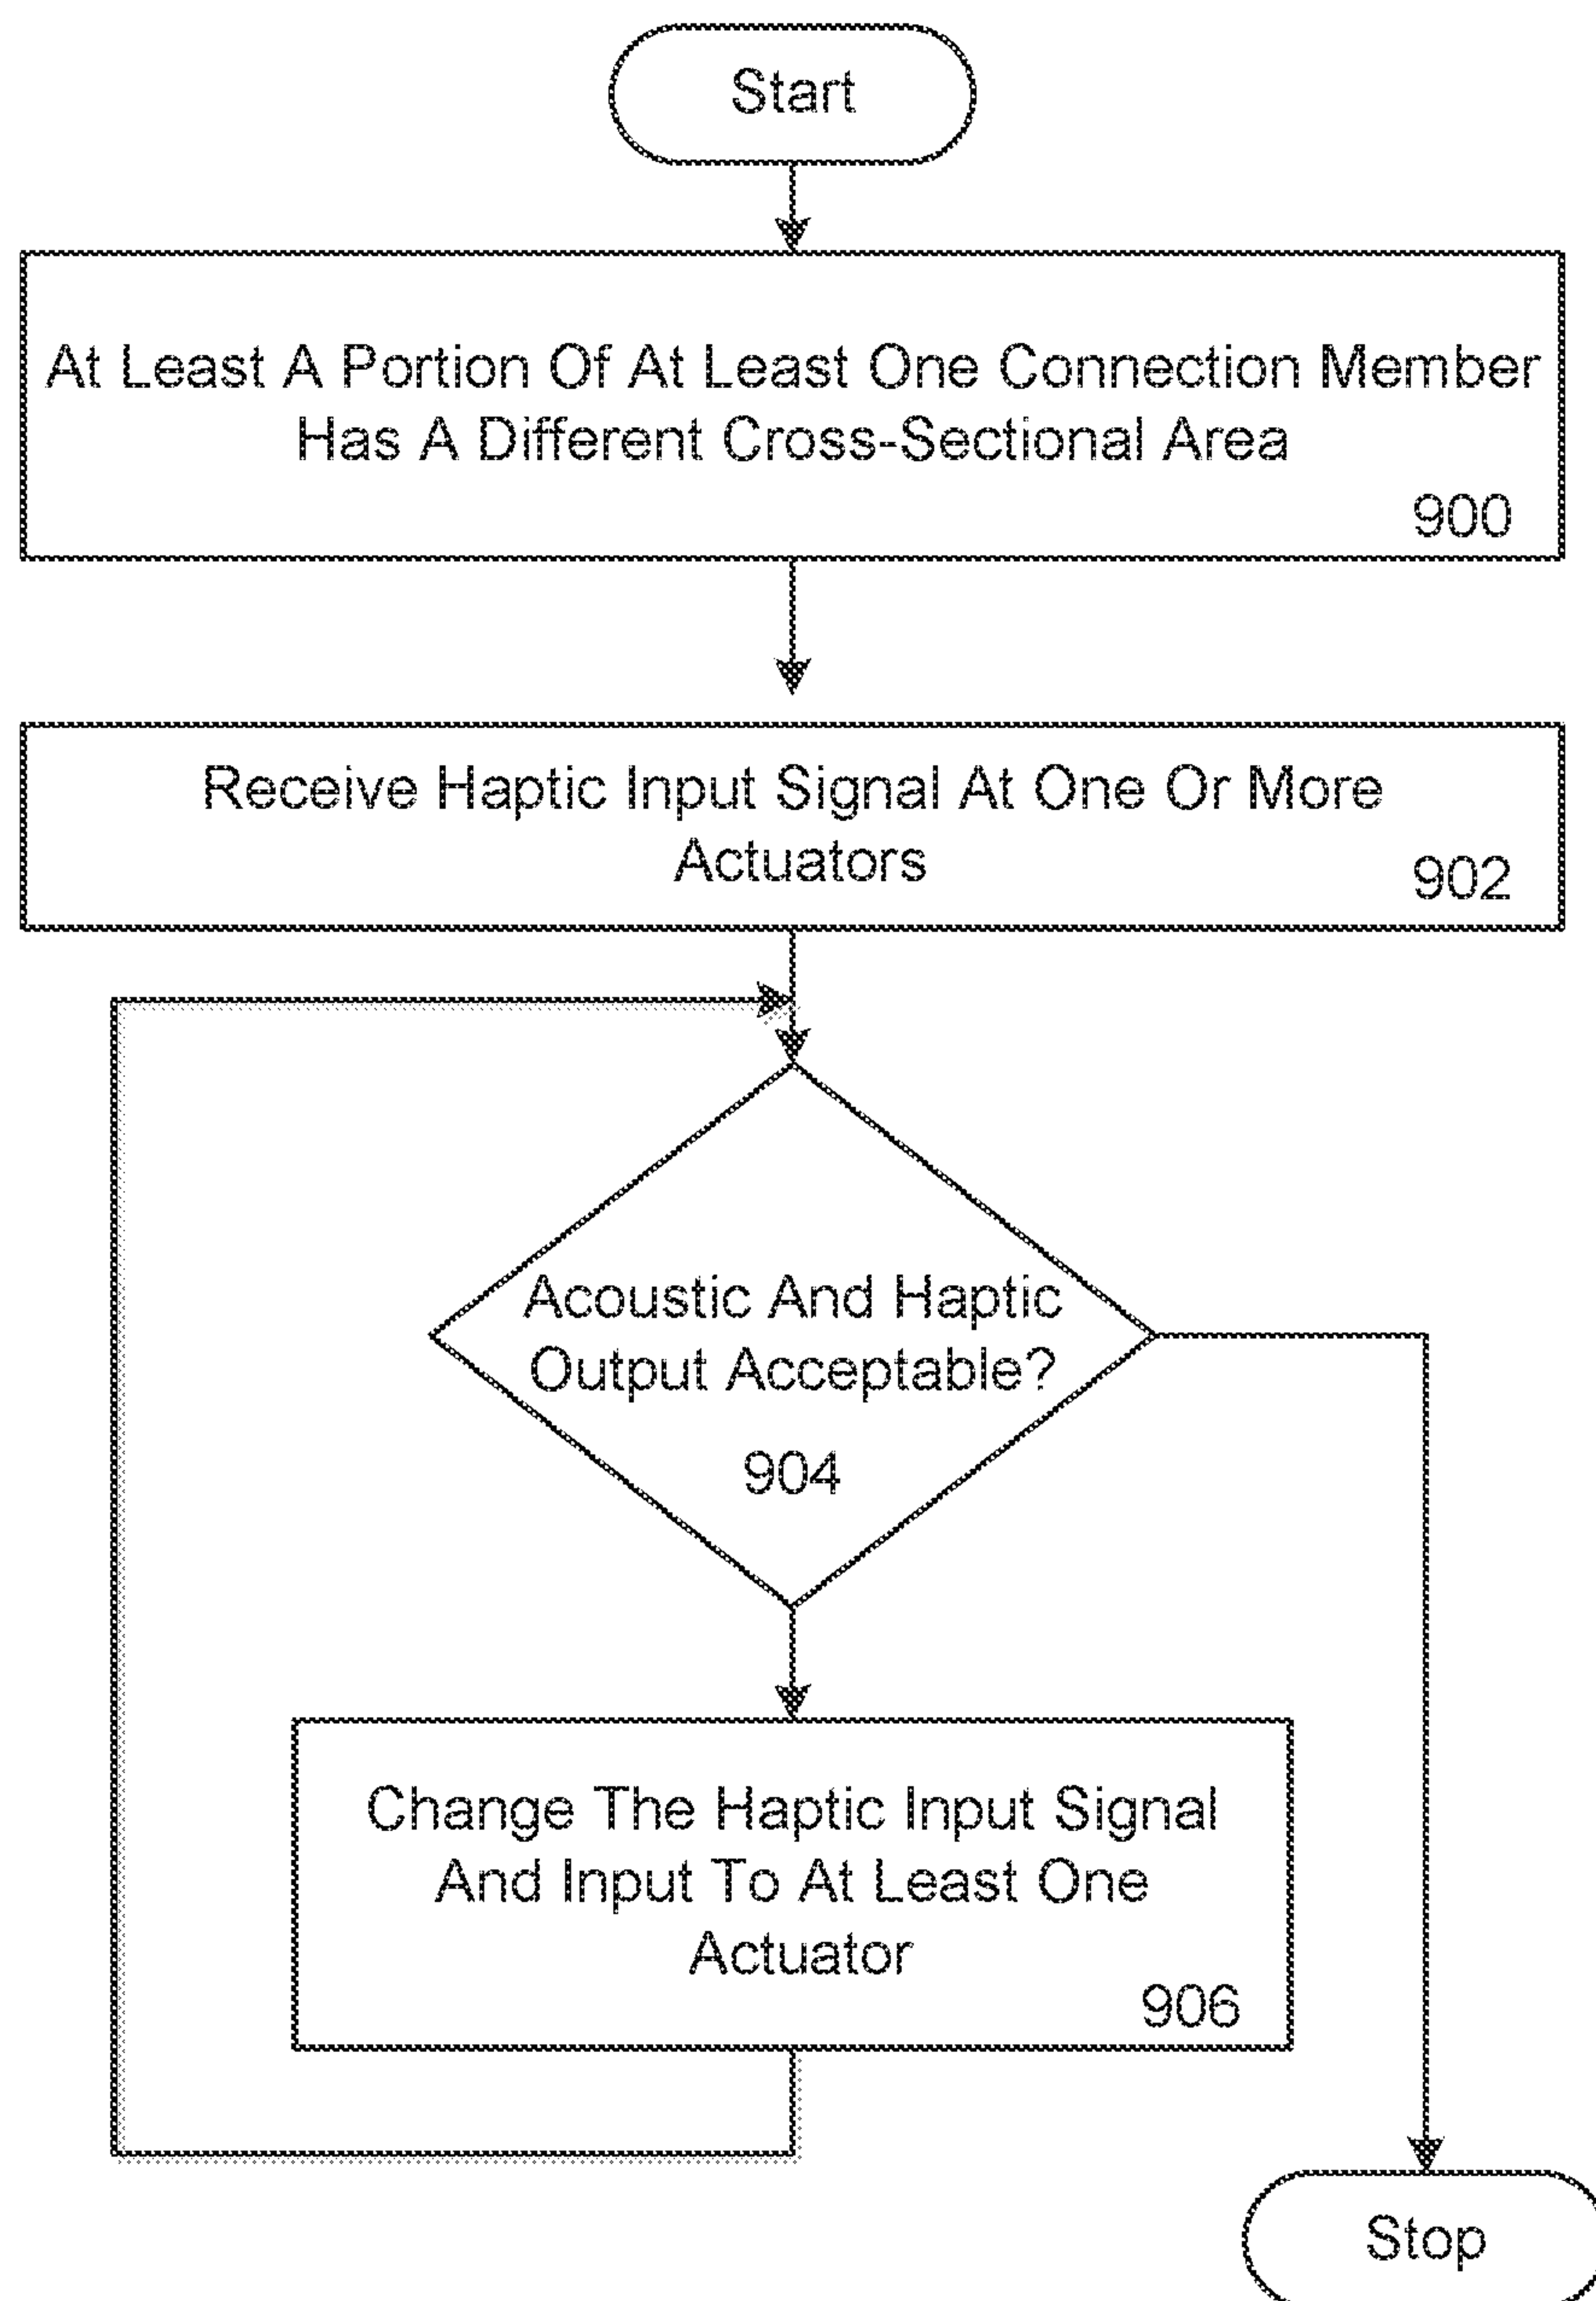 Start
At Least A Portion Of At Least One Connection Member
Has A Different Cross-Sectional Area
900
Receive Haptic Input Signal At One Or More
Actuators
902
Acoustic And Haptic
Output Acceptable?
904
Change The Haptic Input Signal
And Input To At Least One
Actuator
906
Stop